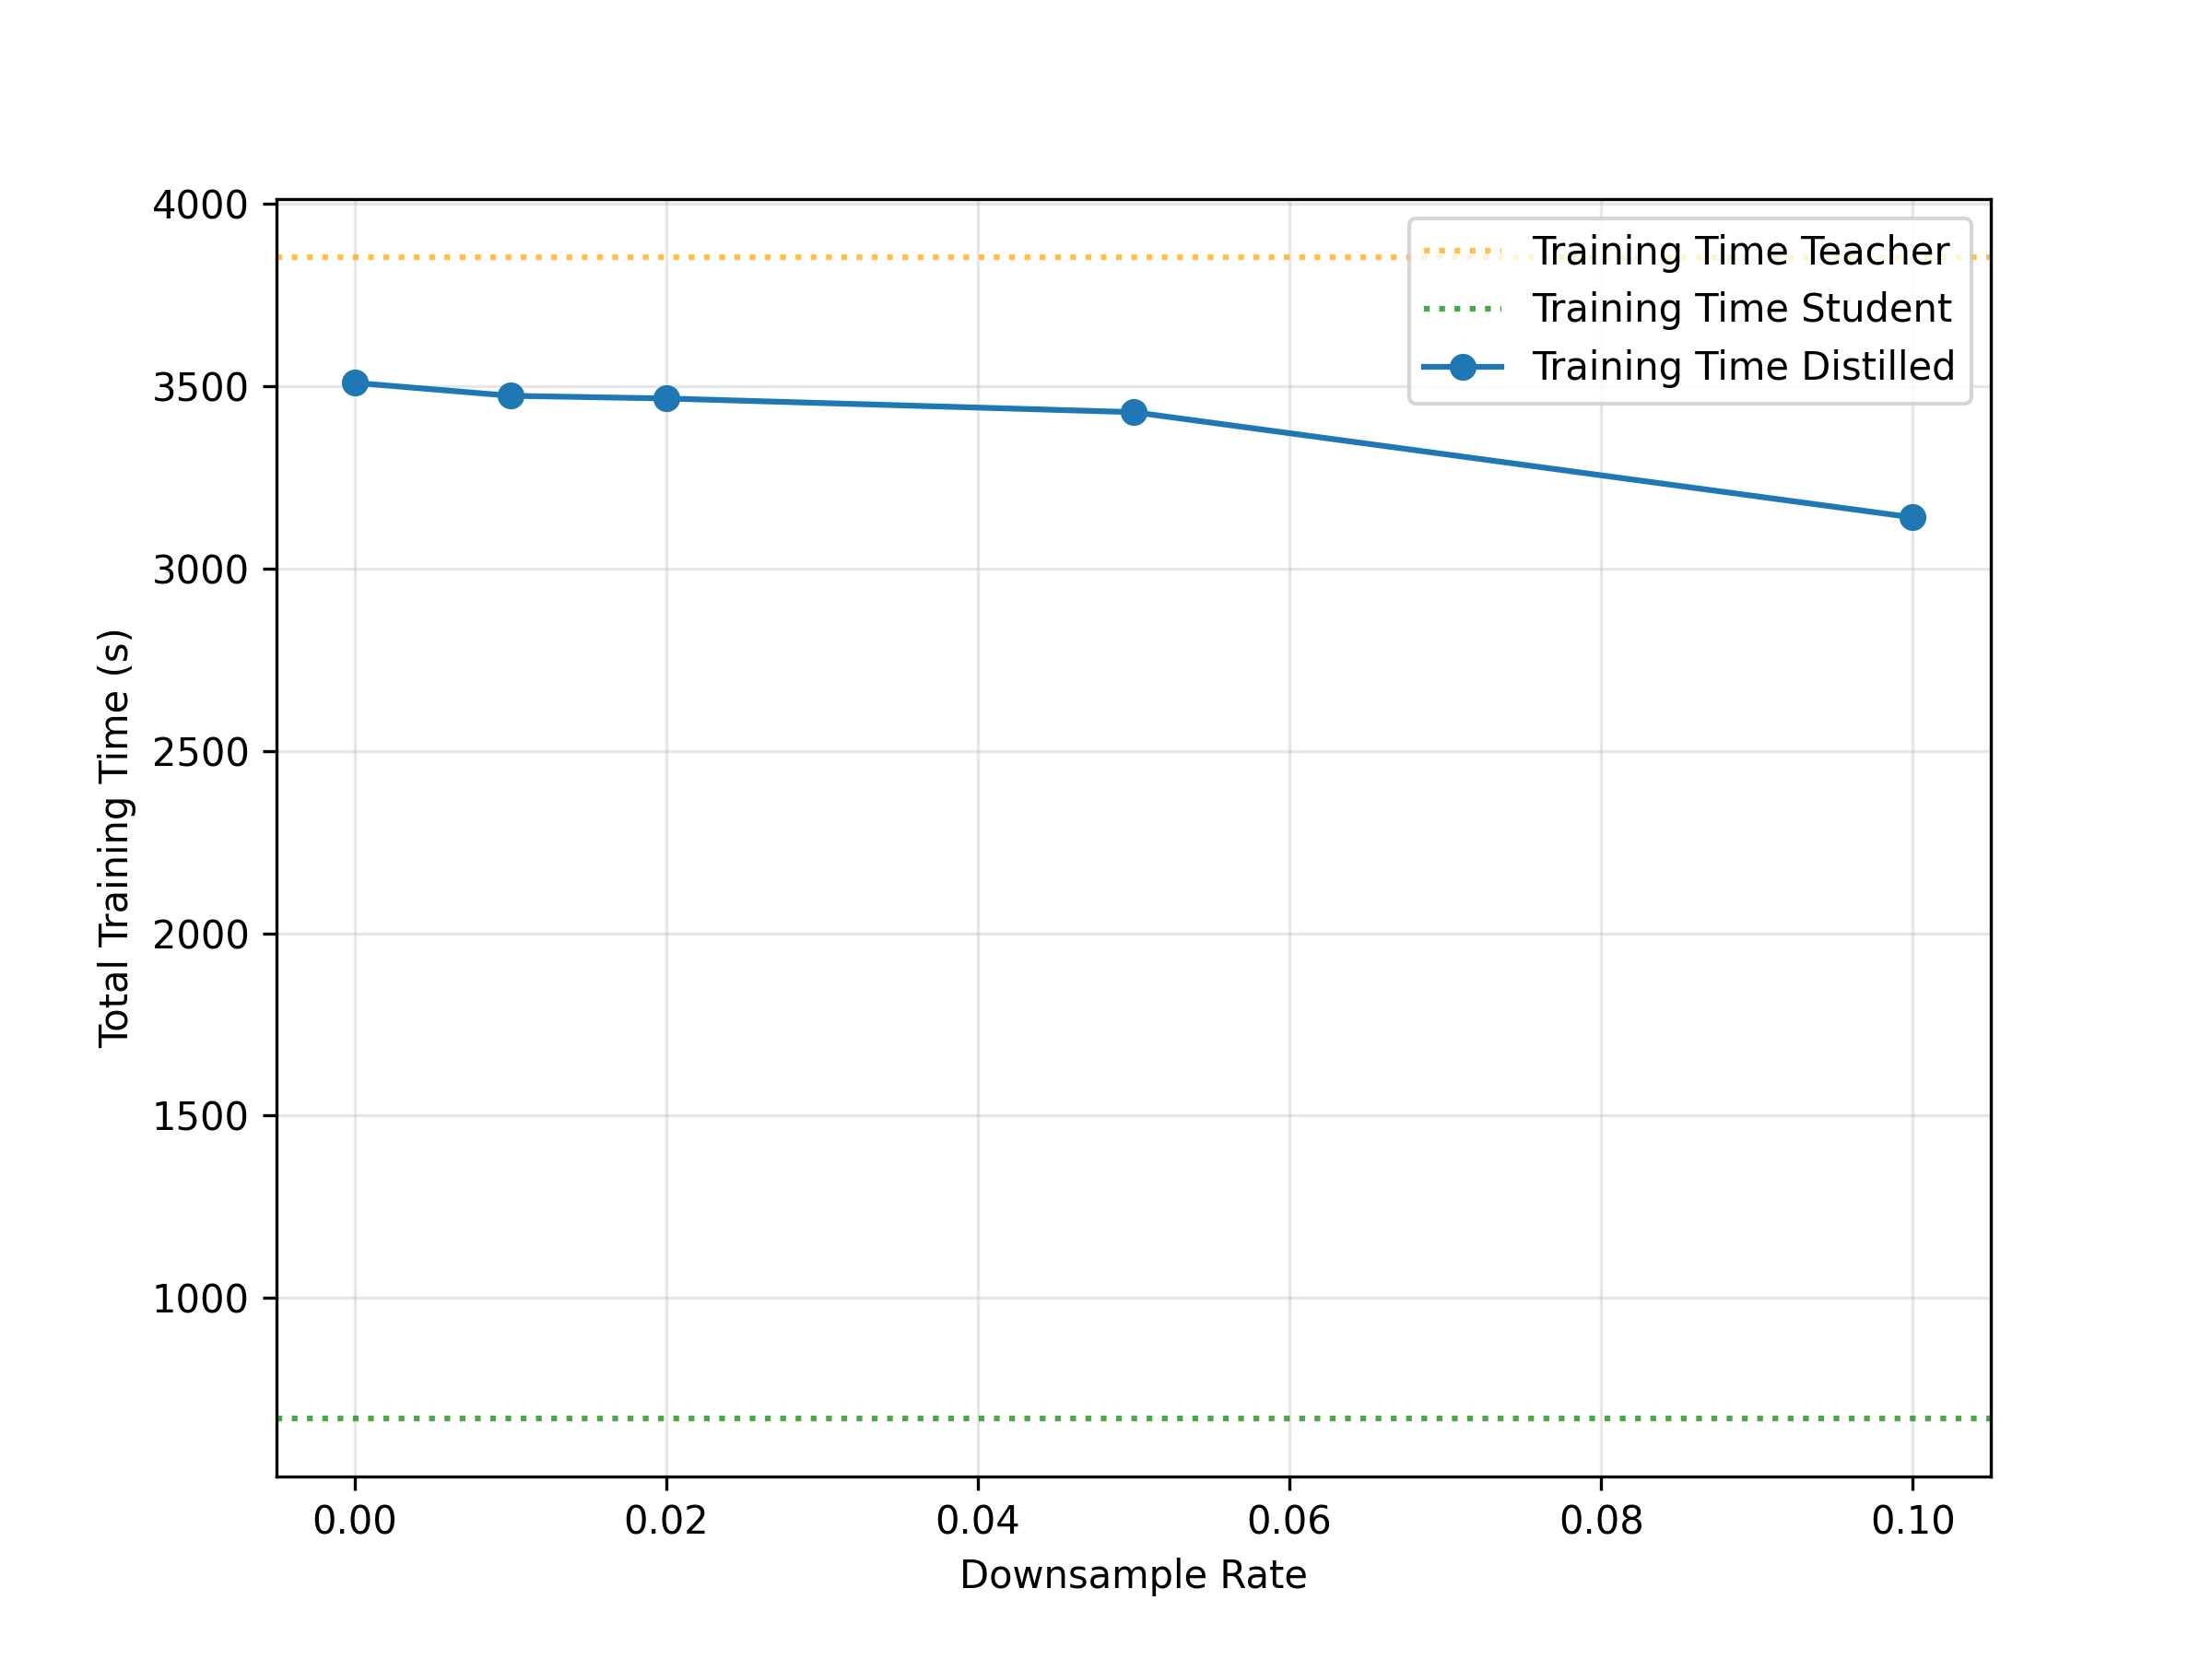 4000
3500
3000
2500
2000
1500
1000
Total Training Time (s)
Training Time Teacher
Training Time Student
Training Time Distilled
0.00 0.02 0.04 0.06 0.08 0.10
Downsample Rate